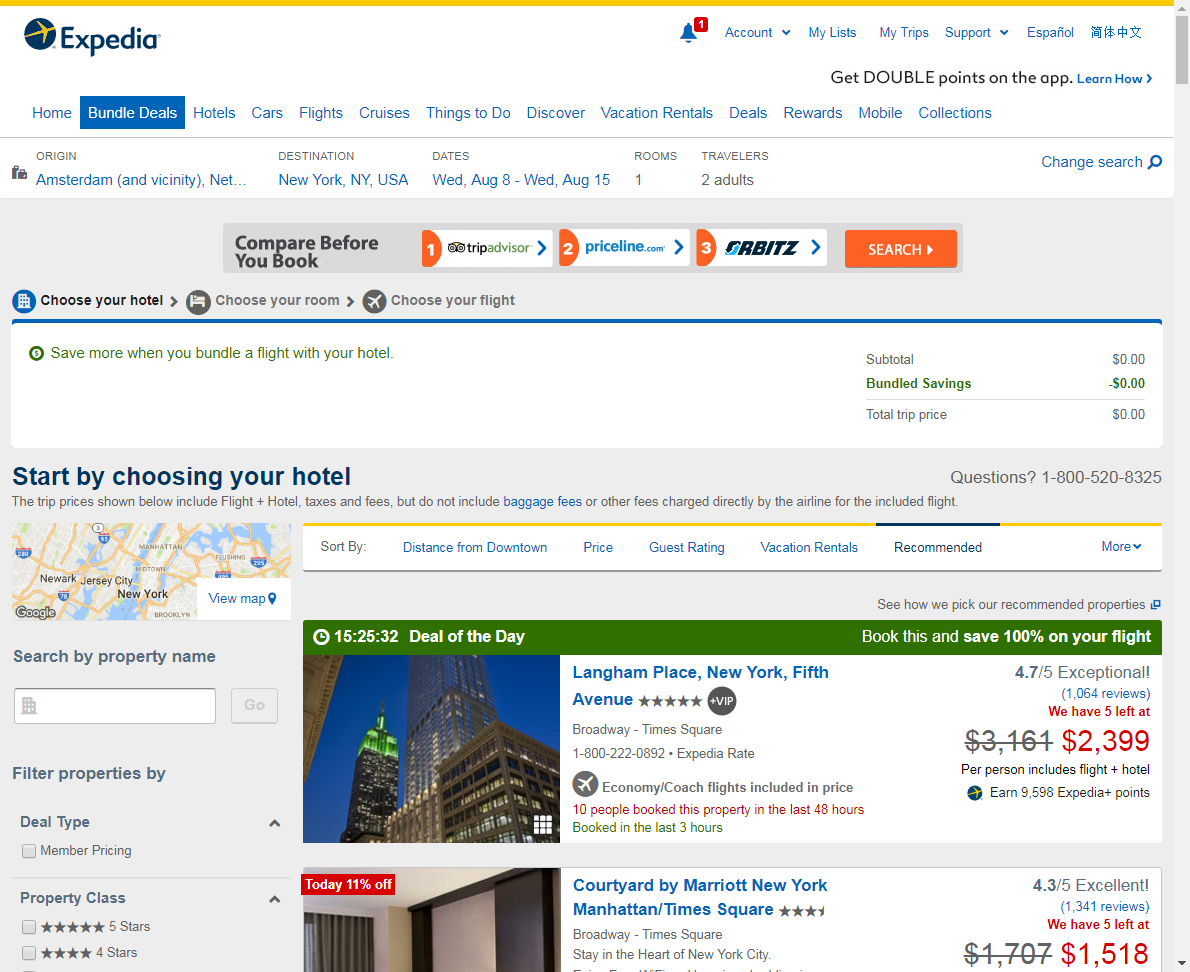 Expedia
1
Account
My Lists
My Trips
Support
Español
简体中文
Get DOUBLE points on the app. Learn How
Home
Bundle Deals
Hotels
Cars
Flights
Cruises
Things to Do
Discover
Vacation Rentals
Deals
Rewards
Mobile
Collections
ORIGIN
Amsterdam (and vicinity), Net...
DESTINATION
New York, NY, USA
DATES
Wed, Aug 8 - Wed, Aug 15
ROOMS
1
TRAVELERS
2 adults
Change search
Compare Before
You Book
1 tripadvisor
2 priceline.com
3 ORBITZ
SEARCH
Choose your hotel
Choose your room
Choose your flight
Save more when you bundle a flight with your hotel.
Subtotal $0.00
Bundled Savings -$0.00
Total trip price $0.00
Start by choosing your hotel
Questions? 1-800-520-8325
The trip prices shown below include Flight + Hotel, taxes and fees, but do not include baggage fees or other fees charged directly by the airline for the included flight.
3
95
280
MANHATTAN
FLUSHING
MIDTOWN
295
495
Newark
Jersey City
78
New York
BROOKLYN
Google
View map
Search by property name
Go
Filter properties by
Deal Type
Member Pricing
Property Class
5 Stars
4 Stars
Sort By:
Distance from Downtown
Price
Guest Rating
Vacation Rentals
Recommended
More
See how we pick our recommended properties
15:25:32 Deal of the Day
Book this and save 100% on your flight
Langham Place, New York, Fifth
Avenue +VIP
Broadway - Times Square
1-800-222-0892 • Expedia Rate
Economy/Coach flights included in price
10 people booked this property in the last 48 hours
Booked in the last 3 hours
4.7/5 Exceptional!
(1,064 reviews)
We have 5 left at
$3,161 $2,399
Per person includes flight + hotel
Earn 9,598 Expedia+ points
Today 11% off
Courtyard by Marriott New York
Manhattan/Times Square
Broadway - Times Square
Stay in the Heart of New York City.
4.3/5 Excellent!
(1,341 reviews)
We have 5 left at
$1,707 $1,518